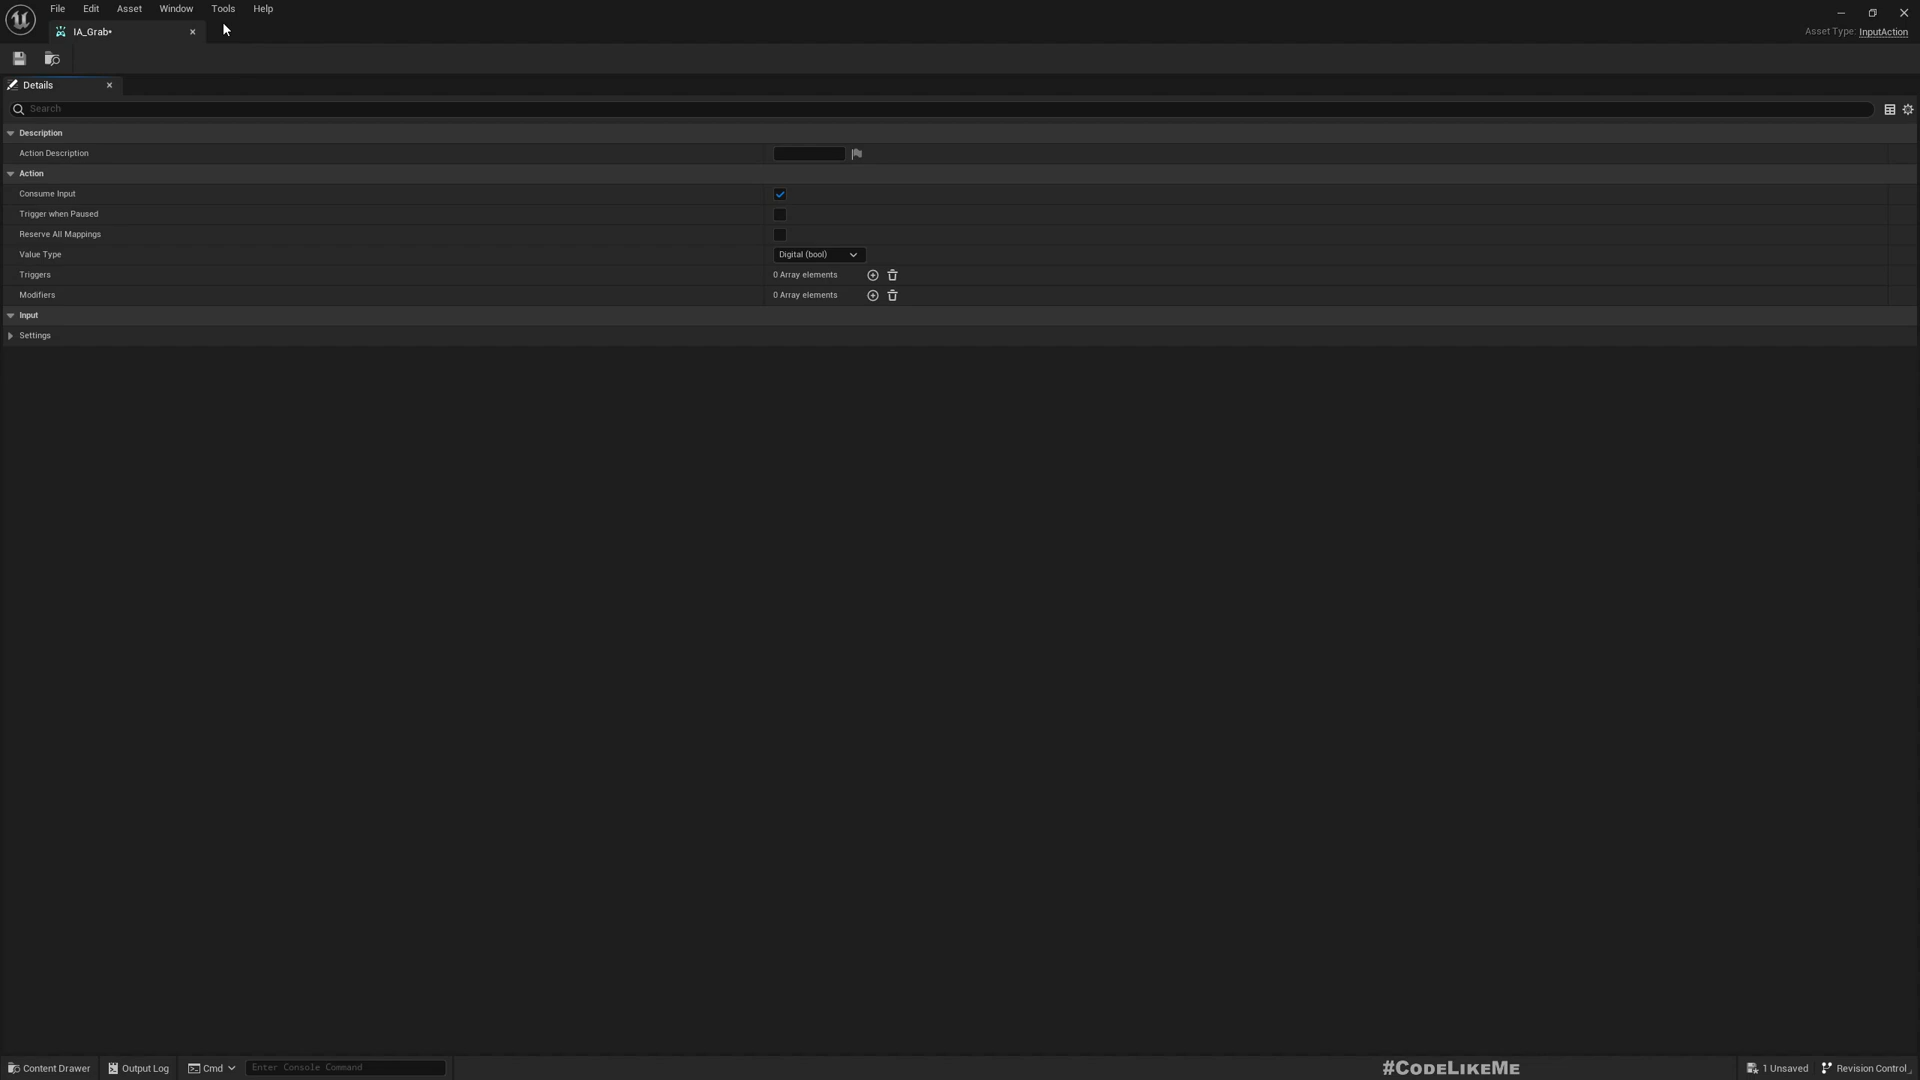 File Edit Asset Window Tools Help
IA_Grab*
Asset Type: InputAction
Details
Search
Description
Action Description
Action
Consume Input
Trigger when Paused
Reserve All Mappings
Value Type Digital (bool)
Triggers 0 Array elements
Modifiers 0 Array elements
Input
Settings
Content Drawer Output Log Cmd Enter Console Command #CodeLikeMe 1 Unsaved Revision Control